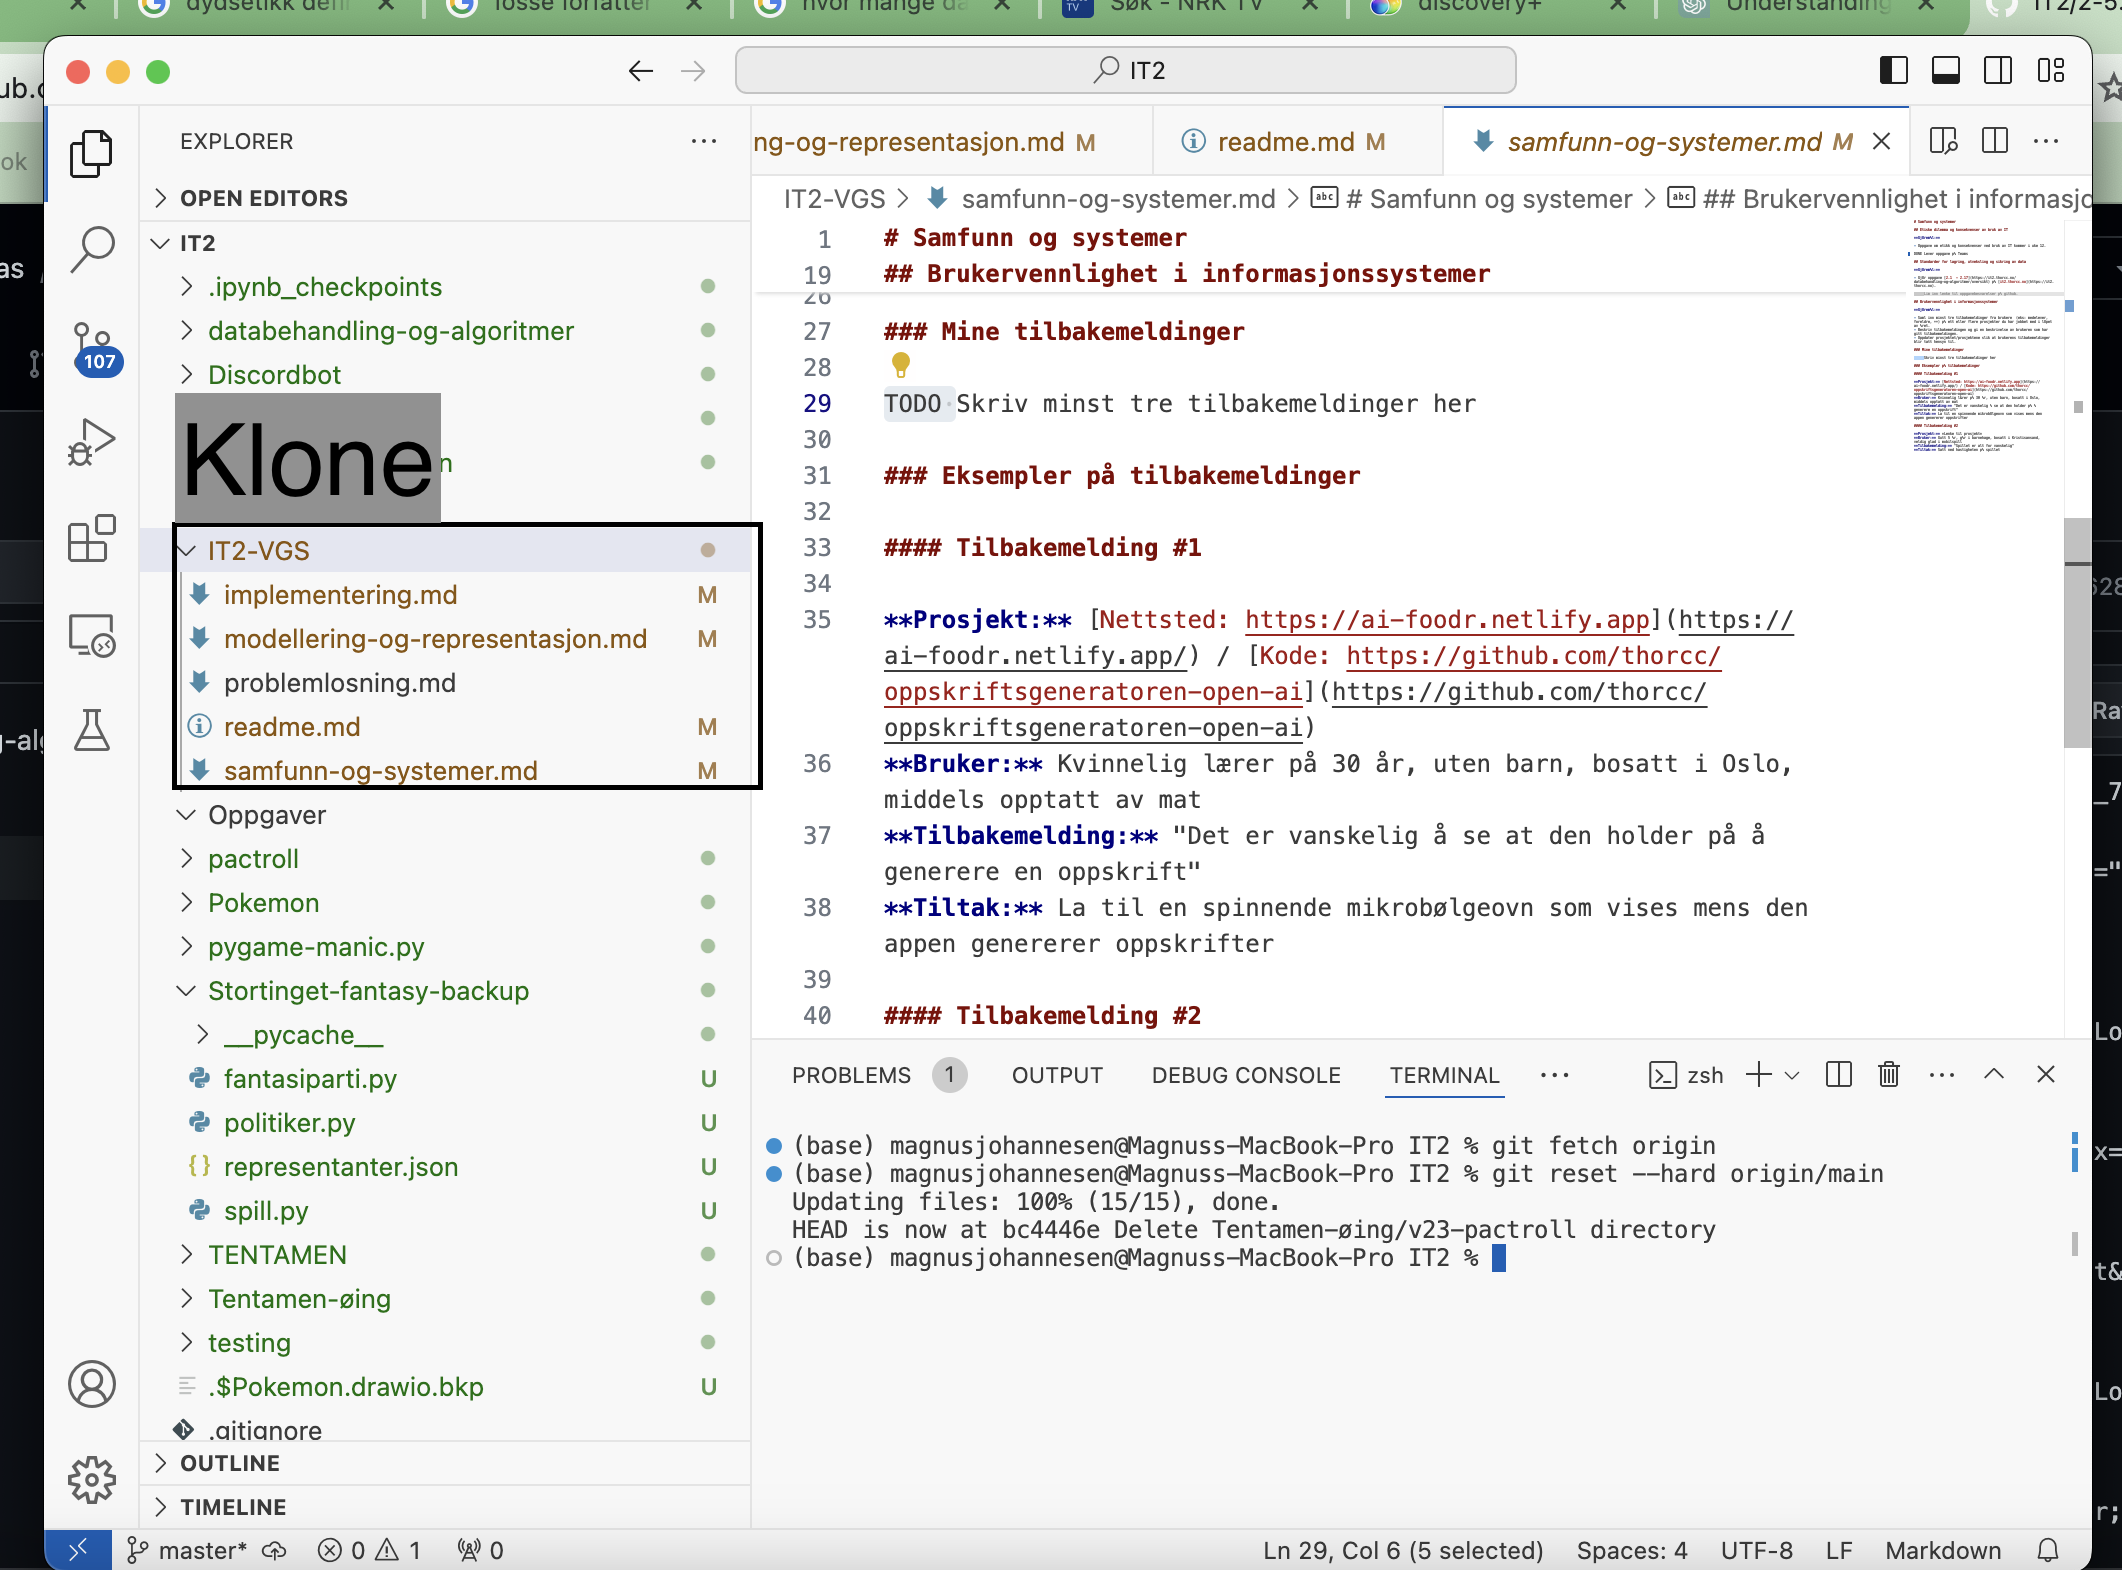 dydsetikk defi
fosse forfatter
hvor mange da
Søk - NRK TV
discovery+
Understanding
IT2
EXPLORER
OPEN EDITORS
IT2
.ipynb_checkpoints
databehandling-og-algoritmer
Discordbot
Klone
n
IT2-VGS
implementering.md M
modellering-og-representasjon.md M
problemlosning.md
readme.md M
samfunn-og-systemer.md M
Oppgaver
pactroll
Pokemon
pygame-manic.py
Stortinget-fantasy-backup
__pycache__
fantasiparti.py U
politiker.py U
representanter.json U
spill.py U
TENTAMEN
Tentamen-øing
testing
.$Pokemon.drawio.bkp U
.gitignore
OUTLINE
TIMELINE
107
ng-og-representasjon.md M
readme.md M
samfunn-og-systemer.md M
IT2-VGS > samfunn-og-systemer.md > # Samfunn og systemer > ## Brukervennlighet i informasjo
1 # Samfunn og systemer
19 ## Brukervennlighet i informasjonssystemer
26
27 ### Mine tilbakemeldinger
28
29 TODO Skriv minst tre tilbakemeldinger her
30
31 ### Eksempler på tilbakemeldinger
32
33 #### Tilbakemelding #1
34
35 **Prosjekt:** [Nettsted: https://ai-foodr.netlify.app](https://
ai-foodr.netlify.app/) / [Kode: https://github.com/thorcc/
oppskriftsgeneratoren-open-ai](https://github.com/thorcc/
oppskriftsgeneratoren-open-ai)
36 **Bruker:** Kvinnelig lærer på 30 år, uten barn, bosatt i Oslo,
middels opptatt av mat
37 **Tilbakemelding:** "Det er vanskelig å se at den holder på å
generere en oppskrift"
38 **Tiltak:** La til en spinnende mikrobølgeovn som vises mens den
appen genererer oppskrifter
39
40 #### Tilbakemelding #2
PROBLEMS 1 OUTPUT DEBUG CONSOLE TERMINAL zsh
(base) magnusjohannesen@Magnuss-MacBook-Pro IT2 % git fetch origin
(base) magnusjohannesen@Magnuss-MacBook-Pro IT2 % git reset --hard origin/main
Updating files: 100% (15/15), done.
HEAD is now at bc4446e Delete Tentamen-øing/v23-pactroll directory
(base) magnusjohannesen@Magnuss-MacBook-Pro IT2 %
master* 0 1 0
Ln 29, Col 6 (5 selected) Spaces: 4 UTF-8 LF Markdown